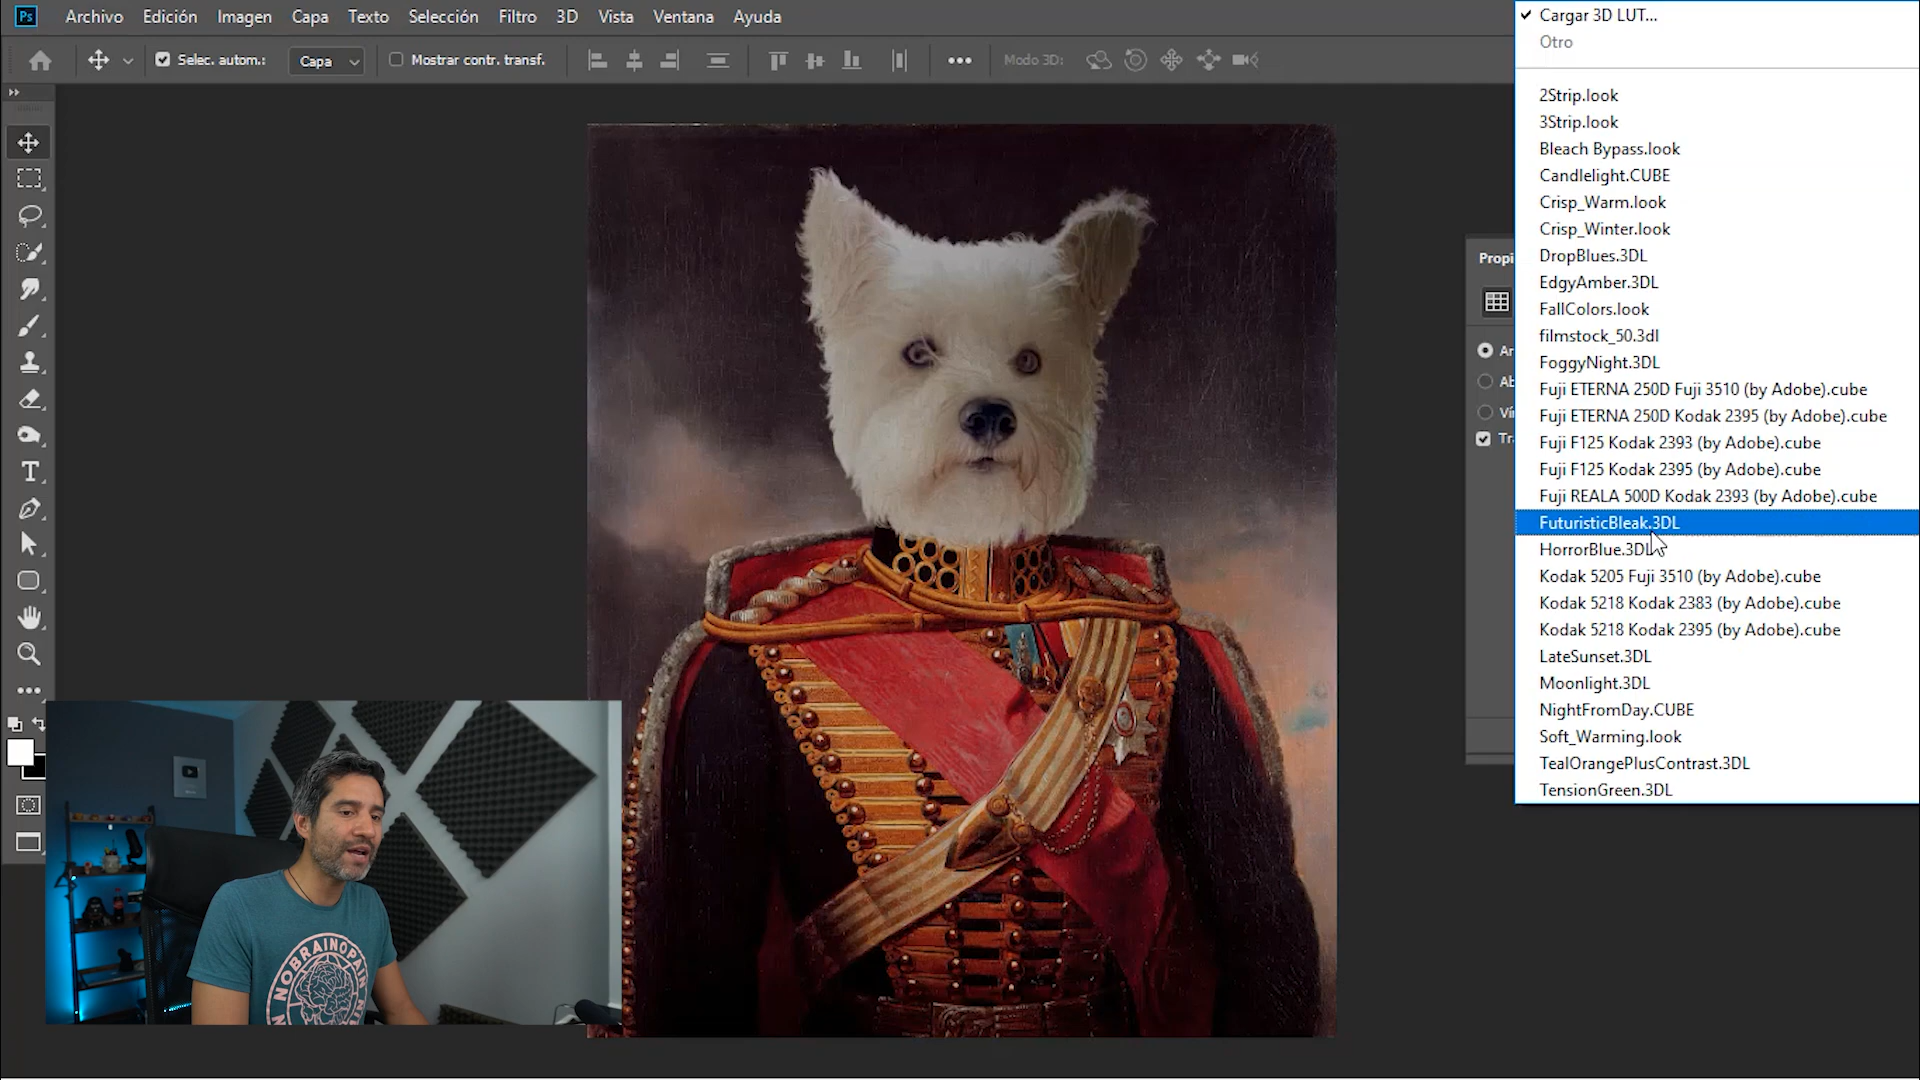 Ps Archivo Edición Imagen Capa Texto Selección Filtro 3D Vista Ventana Ayuda
Selec. autom.: Capa Mostrar contr. transf. Modo 3D:
Cargar 3D LUT...
Otro
2Strip.look
3Strip.look
Bleach Bypass.look
Candlelight.CUBE
Crisp_Warm.look
Crisp_Winter.look
DropBlues.3DL
EdgyAmber.3DL
FallColors.look
filmstock_50.3dl
FoggyNight.3DL
Fuji ETERNA 250D Fuji 3510 (by Adobe).cube
Fuji ETERNA 250D Kodak 2395 (by Adobe).cube
Fuji F125 Kodak 2393 (by Adobe).cube
Fuji F125 Kodak 2395 (by Adobe).cube
Fuji REALA 500D Kodak 2393 (by Adobe).cube
FuturisticBleak.3DL
HorrorBlue.3DL
Kodak 5205 Fuji 3510 (by Adobe).cube
Kodak 5218 Kodak 2383 (by Adobe).cube
Kodak 5218 Kodak 2395 (by Adobe).cube
LateSunset.3DL
Moonlight.3DL
NightFromDay.CUBE
Soft_Warming.look
TealOrangePlusContrast.3DL
TensionGreen.3DL
Propi
Ar
Ab
Ví
Tr
NOBRAINOPAIN